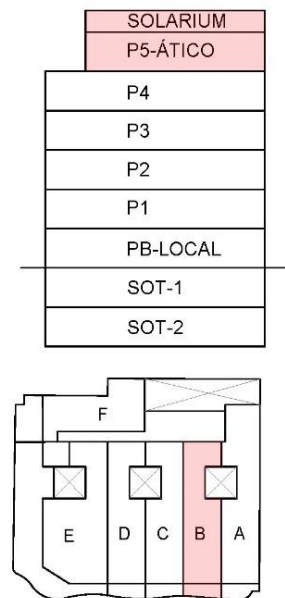 SOLARIUM
P5-ÁTICO
P4
P3
P2
P1
PB-LOCAL
SOT-1
SOT-2
F
E
D
C
B
A